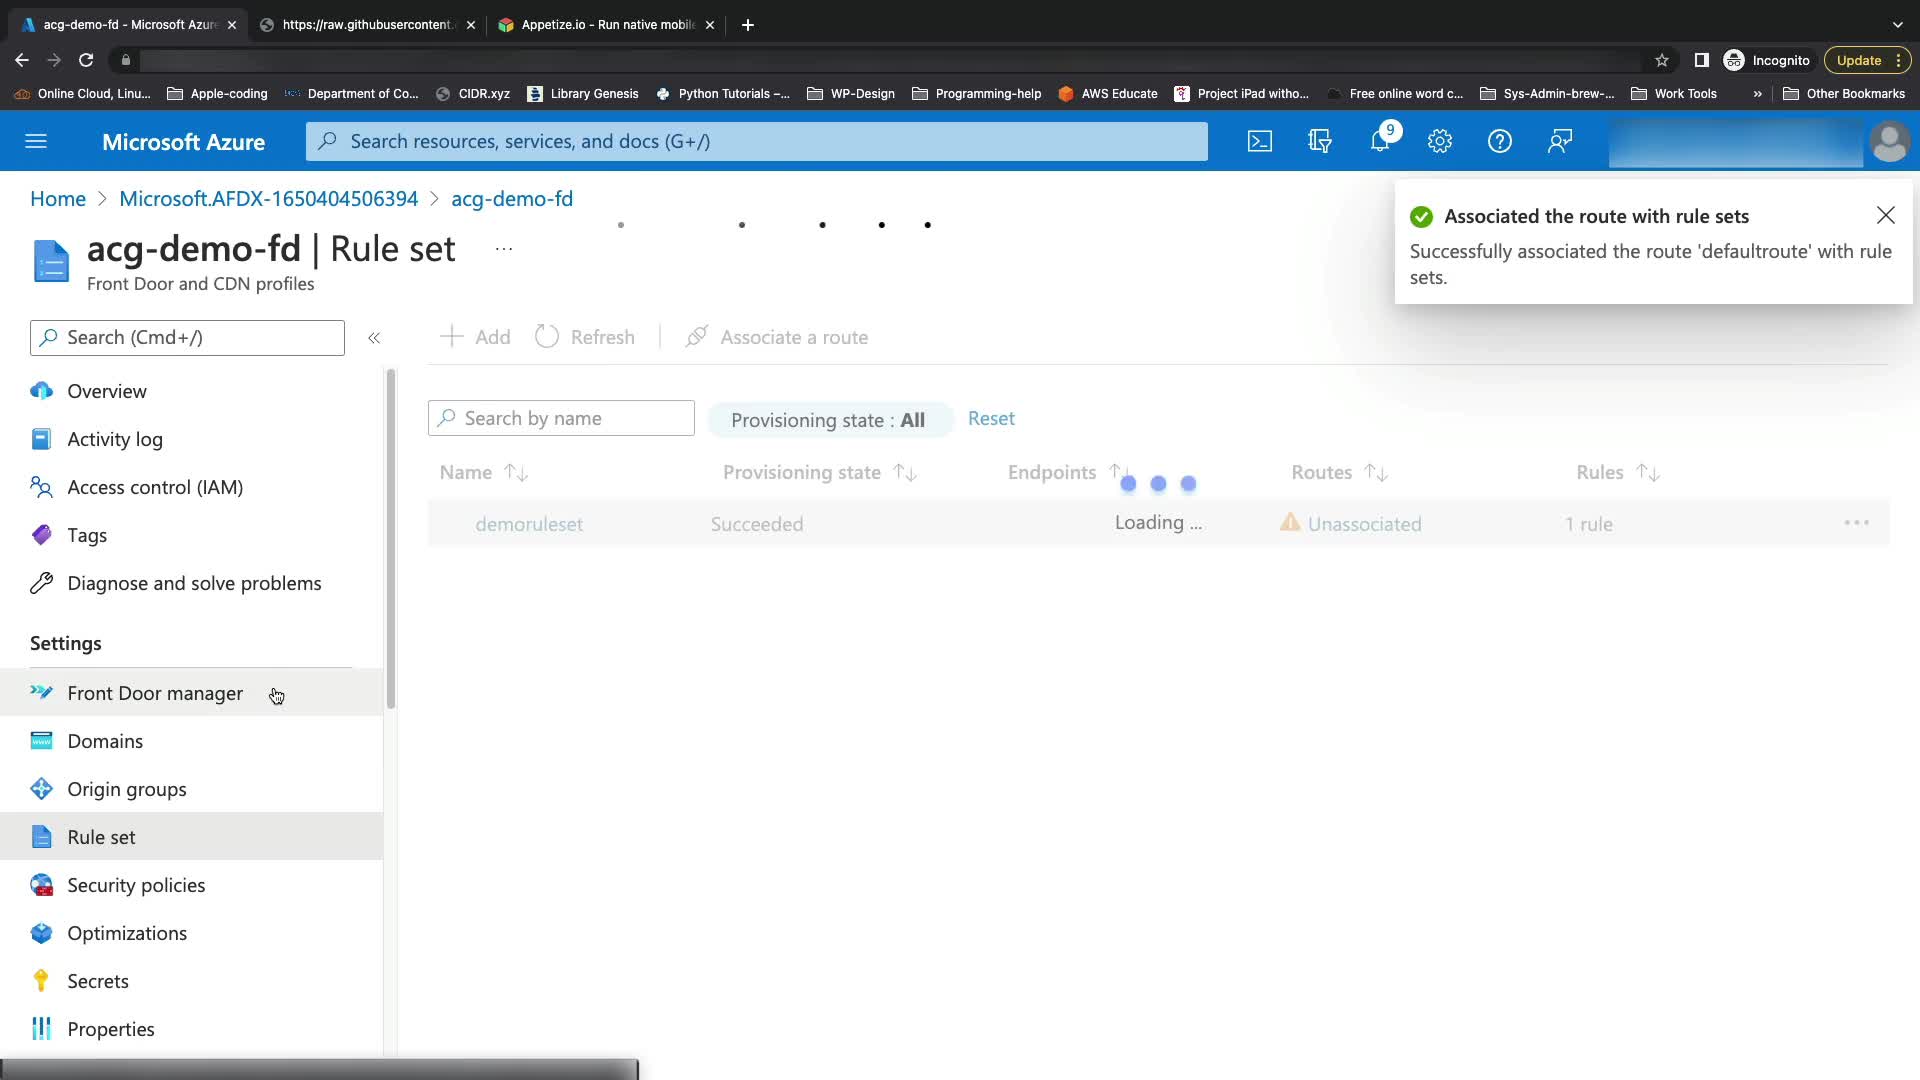 acg-demo-fd - Microsoft Azure
https://raw.githubusercontent.
Appetize.io - Run native mobile
Incognito
Update
Online Cloud, Linu...
Apple-coding
Department of Co...
CIDR.xyz
Library Genesis
Python Tutorials –...
WP-Design
Programming-help
AWS Educate
Project iPad witho...
Free online word c...
Sys-Admin-brew-...
Work Tools
»
Other Bookmarks
Microsoft Azure
Search resources, services, and docs (G+/)
9
Home > Microsoft.AFDX-1650404506394 > acg-demo-fd
acg-demo-fd | Rule set ...
Front Door and CDN profiles
Associated the route with rule sets
Successfully associated the route 'defaultroute' with rule
sets.
Search (Cmd+/)
«
Add
Refresh
Associate a route
Overview
Activity log
Access control (IAM)
Tags
Diagnose and solve problems
Settings
Front Door manager
Domains
Origin groups
Rule set
Security policies
Optimizations
Secrets
Properties
Search by name
Provisioning state : All
Reset
Name
Provisioning state
Endpoints
Routes
Rules
demoruleset
Succeeded
Loading ...
Unassociated
1 rule
...